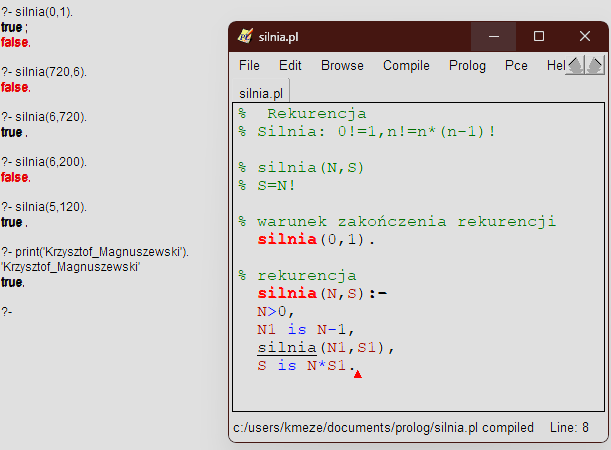 ?- silnia(0,1).
true ;
false.
?- silnia(720,6).
false.
?- silnia(6,720).
true .
?- silnia(6,200).
false.
?- silnia(5,120).
true .
?- print('Krzysztof_Magnuszewski').
'Krzysztof_Magnuszewski'
true.
?-
silnia.pl
File Edit Browse Compile Prolog Pce Hel
silnia.pl
% Rekurencja
% Silnia: 0!=1,n!=n*(n-1)!
% silnia(N,S)
% S=N!
% warunek zakończenia rekurencji
silnia(0,1).
% rekurencja
silnia(N,S):-
N>0,
N1 is N-1,
silnia(N1,S1),
S is N*S1.
c:/users/kmeze/documents/prolog/silnia.pl compiled Line: 8